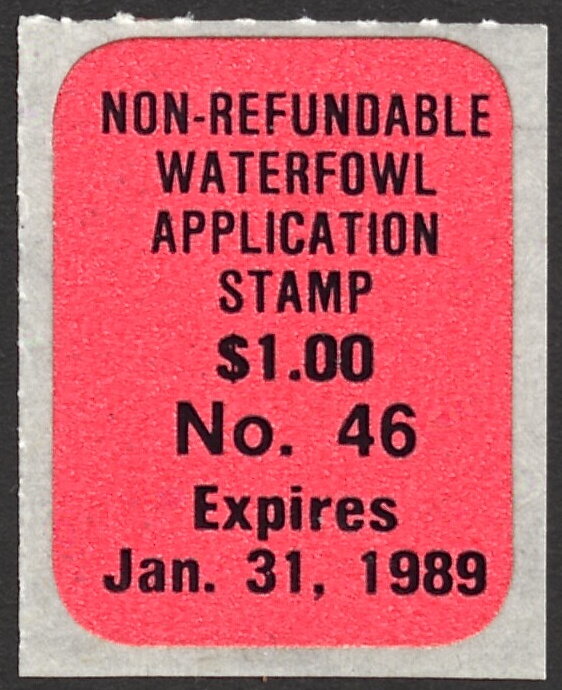 NON-REFUNDABLE
WATERFOWL
APPLICATION
STAMP
$1.00
No. 46
Expires
Jan. 31, 1989